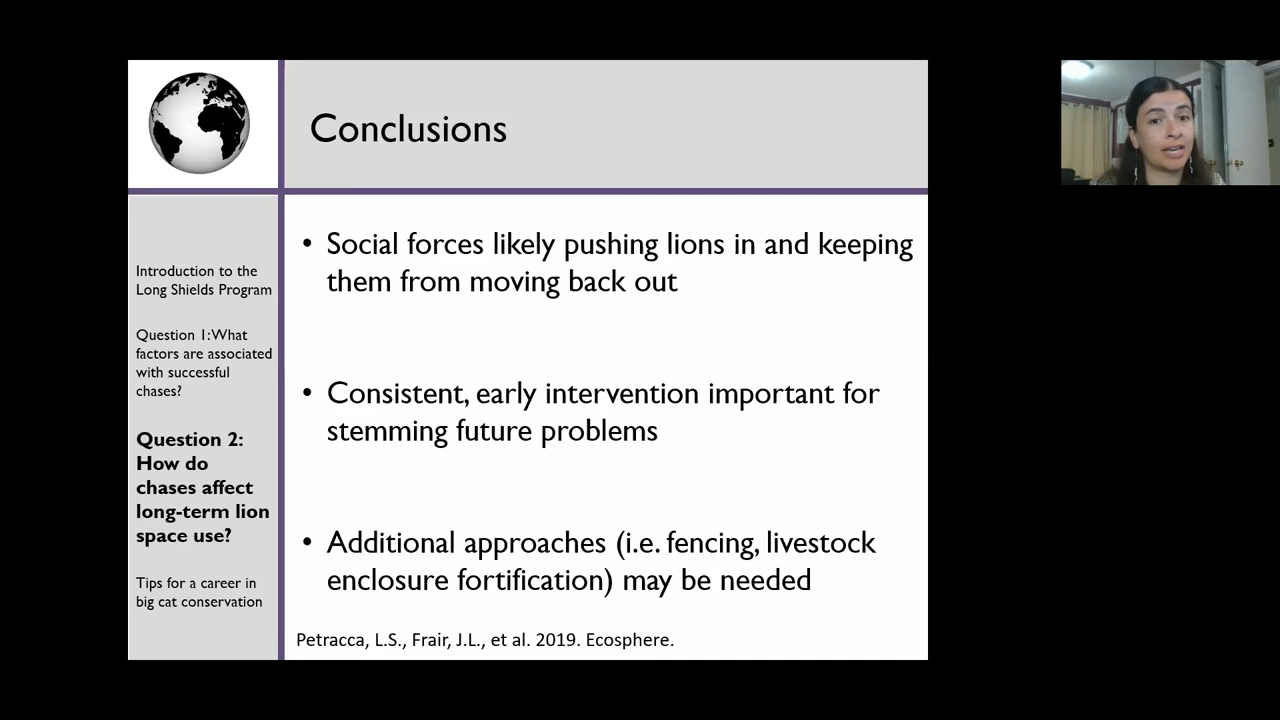 Conclusions
Introduction to the
Long Shields Program
Question 1: What
factors are associated
with successful
chases?
Question 2:
How do
chases affect
long-term lion
space use?
Tips for a career in
big cat conservation
• Social forces likely pushing lions in and keeping
them from moving back out
• Consistent, early intervention important for
stemming future problems
• Additional approaches (i.e. fencing, livestock
enclosure fortification) may be needed
Petracca, L.S., Frair, J.L., et al. 2019. Ecosphere.